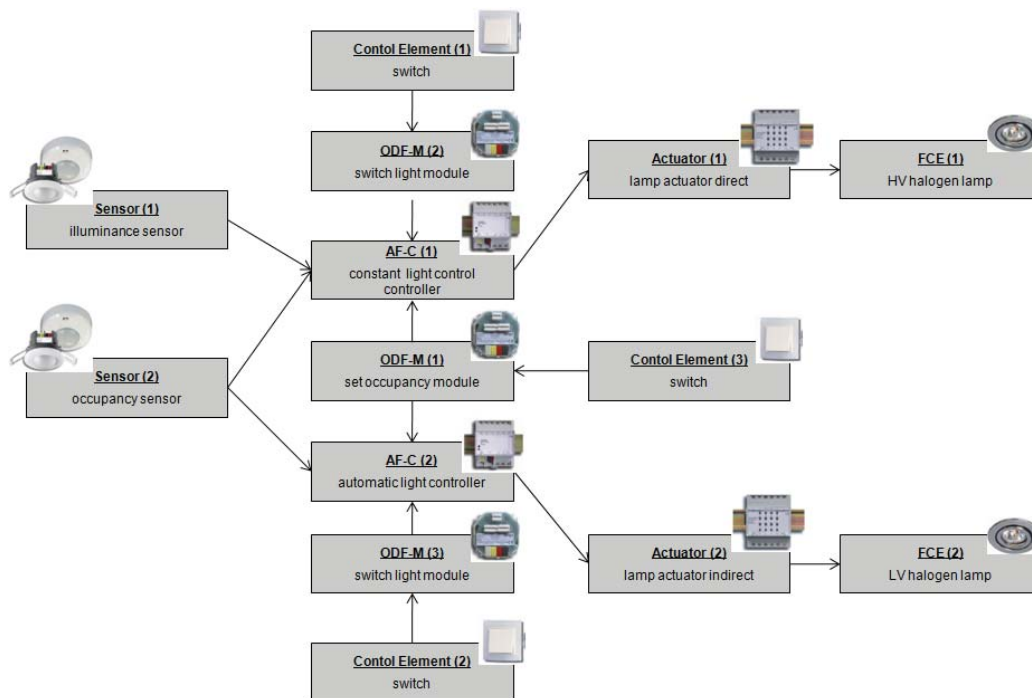 Contol Element (1)
switch
ODF-M (2)
switch light module
Sensor (1)
illuminance sensor
AF-C (1)
constant light control
controller
Actuator (1)
lamp actuator direct
FCE (1)
HV halogen lamp
Sensor (2)
occupancy sensor
ODF-M (1)
set occupancy module
Contol Element (3)
switch
AF-C (2)
automatic light controller
ODF-M (3)
switch light module
Actuator (2)
lamp actuator indirect
FCE (2)
LV halogen lamp
Contol Element (2)
switch